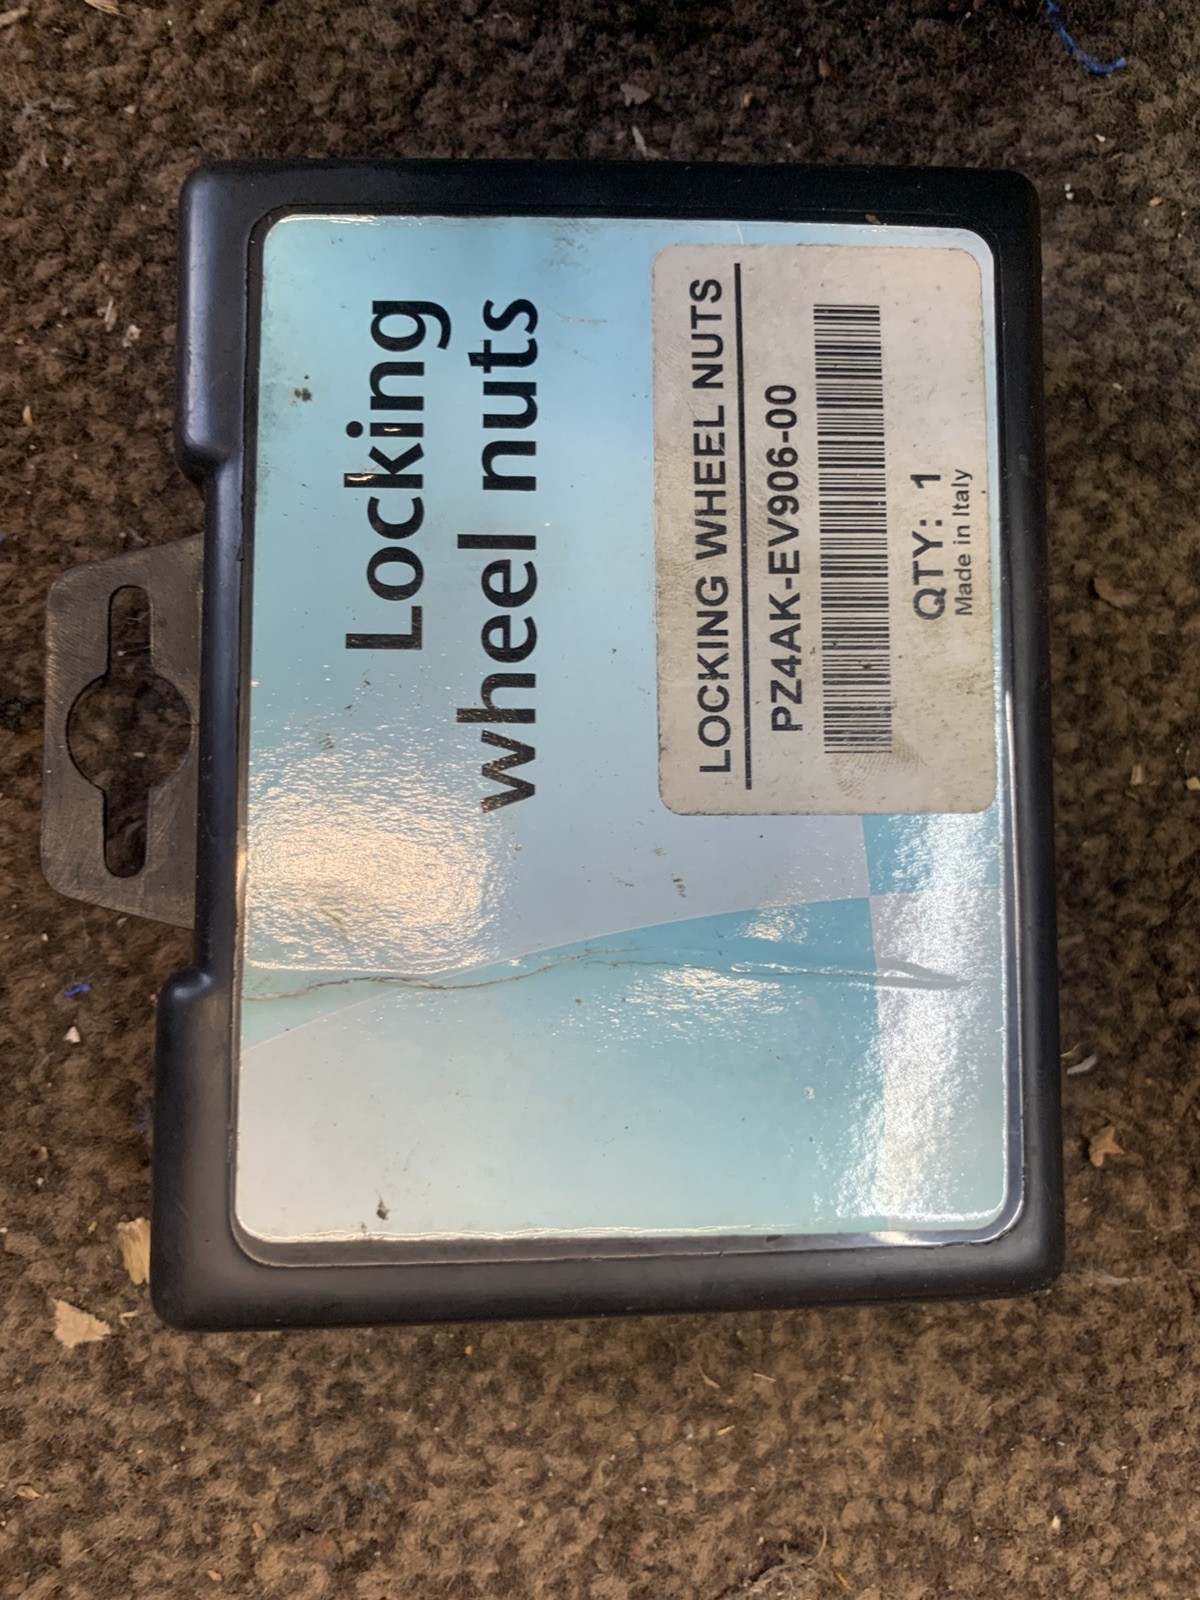 Locking
wheel nuts
LOCKING WHEEL NUTS
PZ4AK-EV906-00
QTY: 1
Made in Italy